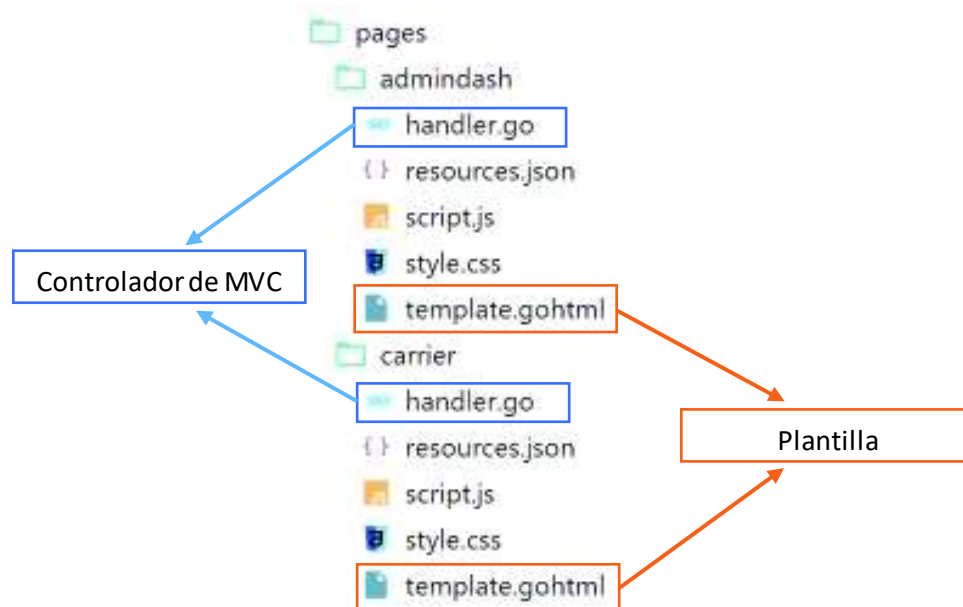 pages
admindash
handler.go
resources.json
script.js
style.css
Controlador de MVC
template.gohtml
carrier
handler.go
resources.json
Plantilla
script.js
style.css
template.gohtml